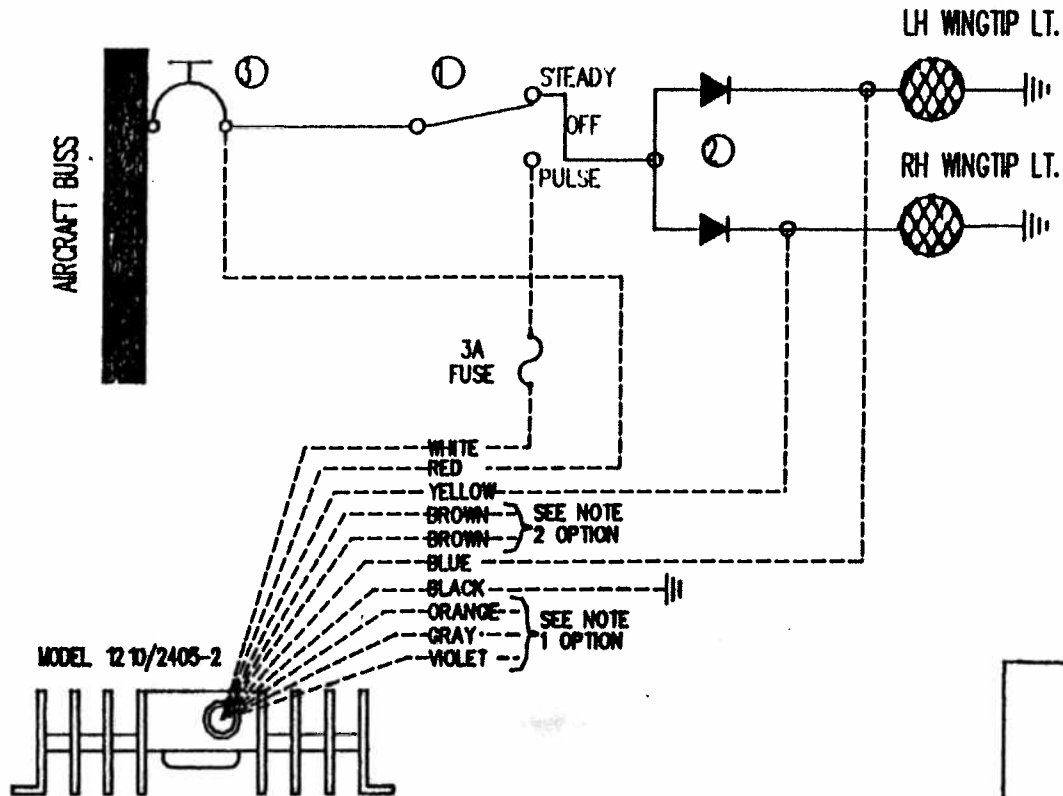 LH WINGTIP LT.
③
①
STEADY
OFF
PULSE
②
RH WINGTIP LT.
AIRCRAFT BUSS
3A
FUSE
WHITE
RED
YELLOW
BROWN
BROWN
SEE NOTE
2 OPTION
BLUE
BLACK
ORANGE
GRAY
VIOLET
SEE NOTE
1 OPTION
MODEL 1210/2405-2